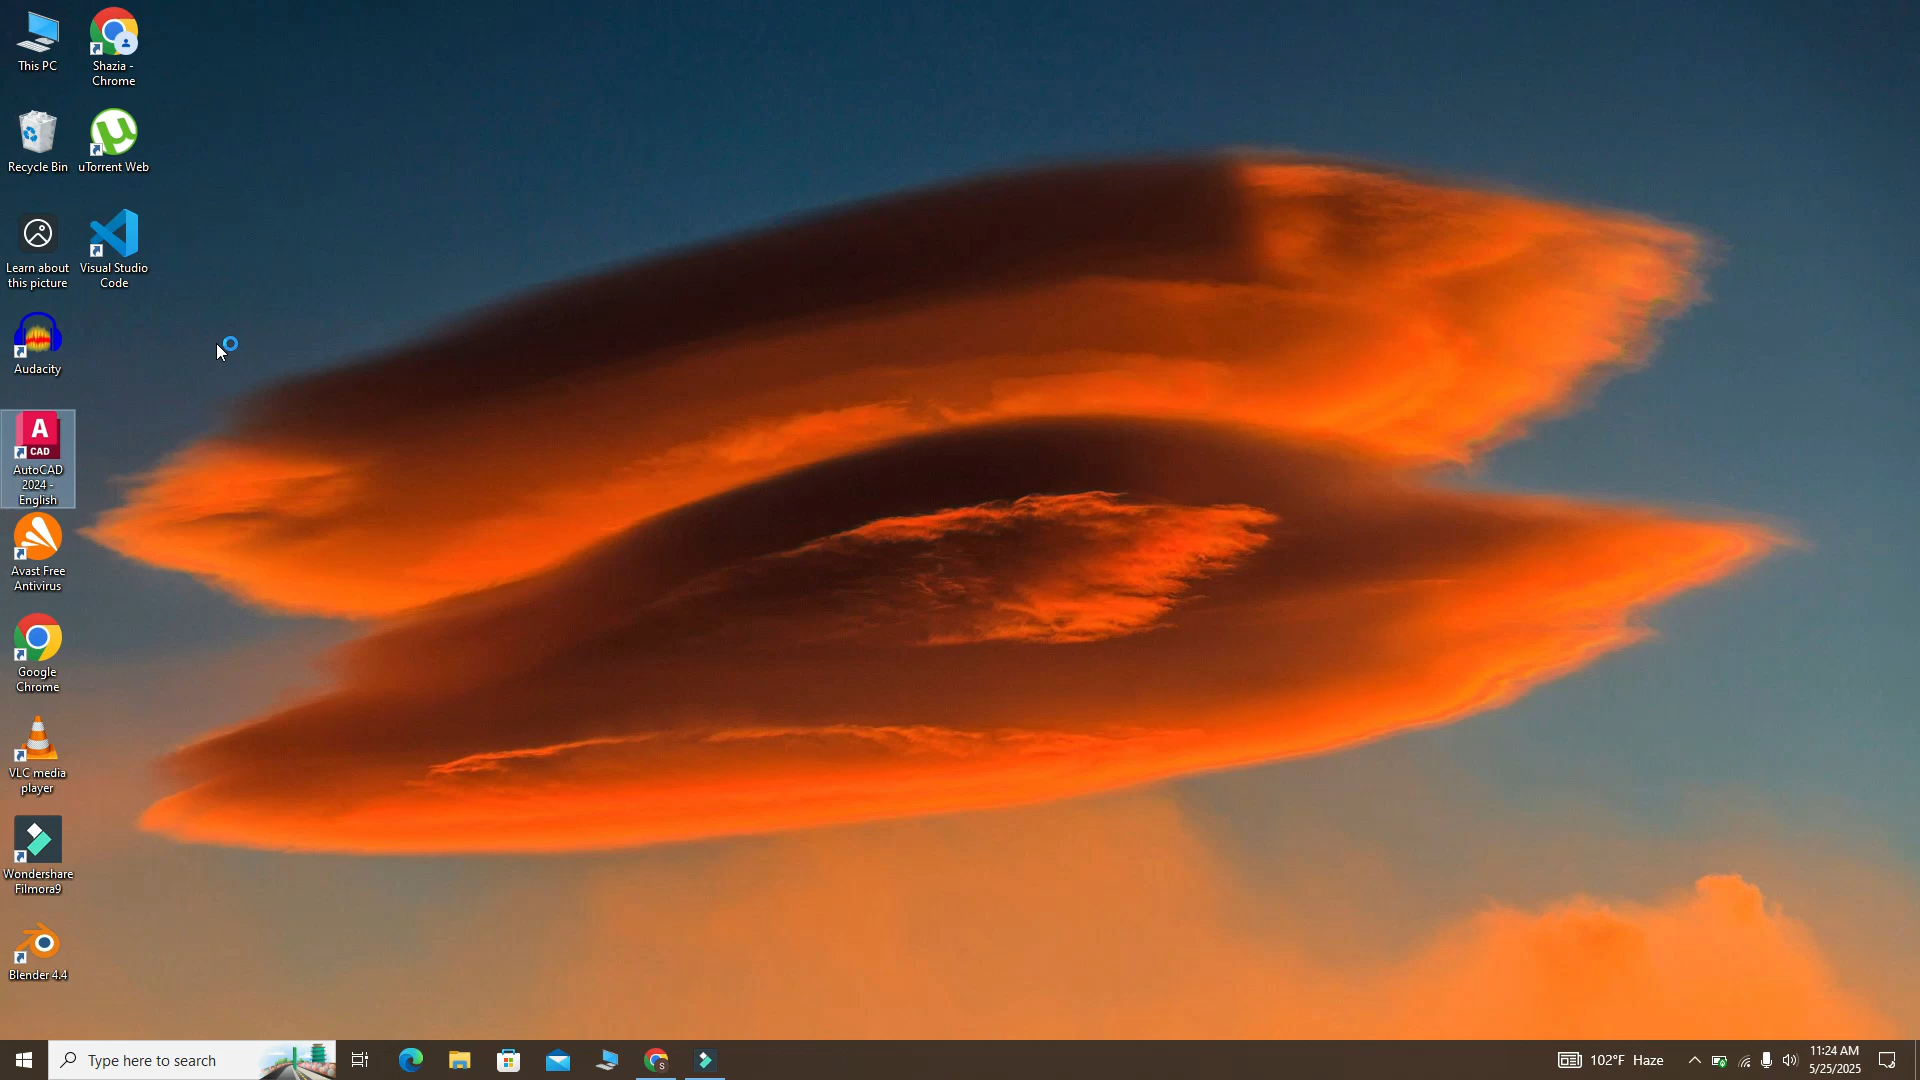 This PC
Shazia -
Chrome
Recycle Bin
uTorrent Web
Learn about
this picture
Visual Studio
Code
Audacity
A
CAD
AutoCAD
2024 -
English
Avast Free
Antivirus
Google
Chrome
VLC media
player
Wondershare
Filmora9
Blender 4.4
Type here to search
S
102°F Haze
11:24 AM
5/25/2025